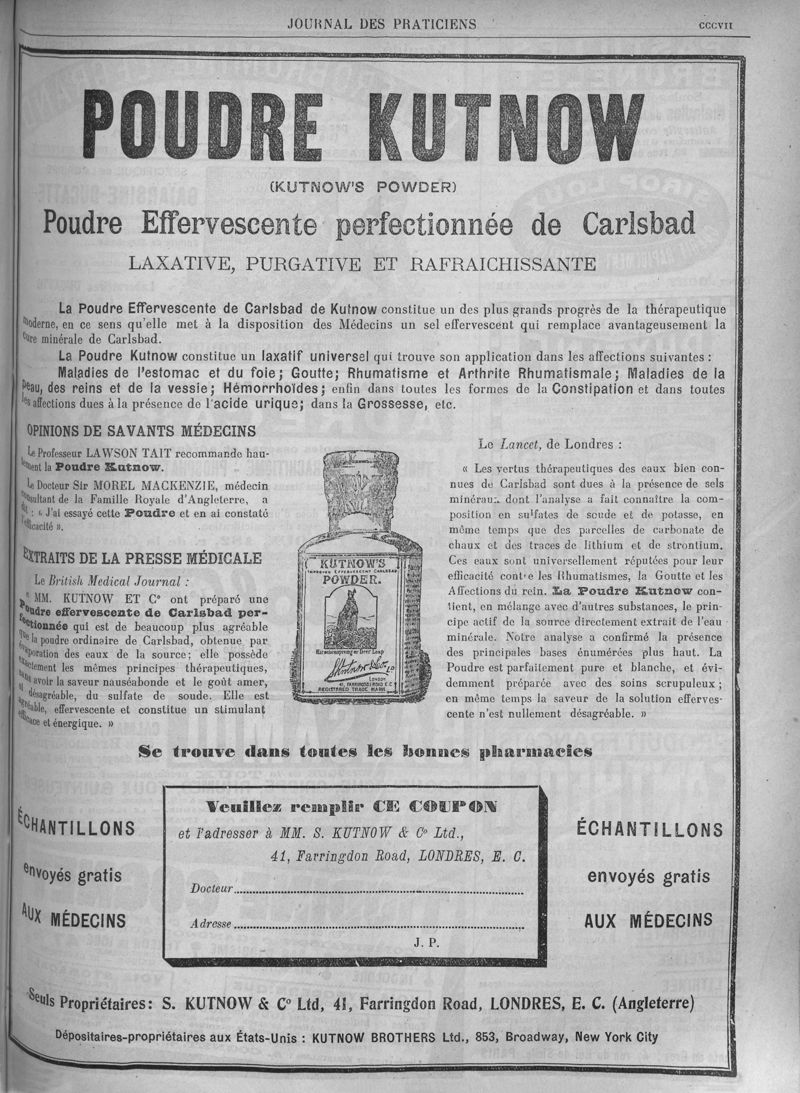 JOURNAL DES PRATICIENS
CCCVII
POUDRE KUTNOW
(KUTNOW'S POWDER)
Poudre Effervescente perfectionnée de Carlsbad
LAXATIVE, PURGATIVE ET RAFRAICHISSANTE
La Poudre Effervescente de Carlsbad de Kutnow constitue un des plus grands progrès de la thérapeutique
moderne, en ce sens qu'elle met à la disposition des Médecins un sel effervescent qui remplace avantageusement la
cure minérale de Carlsbad.
La Poudre Kutnow constitue un laxatif universel qui trouve son application dans les affections suivantes :
Maladies de l'estomac et du foie; Goutte; Rhumatisme et Arthrite Rhumatismale; Maladies de la
Peau, des reins et de la vessie; Hémorrhoïdes; enfin dans toutes les formes de la Constipation et dans toutes
les affections dues à la présence de l'acide urique; dans la Grossesse, etc.
OPINIONS DE SAVANTS MÉDECINS
Le Professeur LAWSON TAIT recommande hau-
tement la Poudre Kutnow.
Le Docteur Sir MOREL MACKENZIE, médecin
consultant de la Famille Royale d'Angleterre, a
dit : « J'ai essayé cette Poudre et en ai constaté
l'efficacité ».
EXTRAITS DE LA PRESSE MÉDICALE
Le British Medical Journal :
« MM. KUTNOW ET Co ont préparé une
Poudre effervescente de Carlsbad per-
fectionnée qui est de beaucoup plus agréable
que la poudre ordinaire de Carlsbad, obtenue par
évaporation des eaux de la source; elle possède
exactement les mêmes principes thérapeutiques,
sans avoir la saveur nauséabonde et le goût amer,
si désagréable, du sulfate de soude. Elle est
agréable, effervescente et constitue un stimulant
efficace et énergique. »
KUTNOW'S
IMPROVED EFFERVESCENT CARLSBAD
POWDER.
Hirschensprung or Deer Leap
London
41, FARRINGDON ROAD E.C.
REGISTERED TRADE MARK
Le Lancet, de Londres :
« Les vertus thérapeutiques des eaux bien con-
nues de Carlsbad sont dues à la présence de sels
minéraux dont l'analyse a fait connaître la com-
position en sulfates de soude et de potasse, en
même temps que des parcelles de carbonate de
chaux et des traces de lithium et de strontium.
Ces eaux sont universellement réputées pour leur
efficacité contre les Rhumatismes, la Goutte et les
Affections du rein. La Poudre Kutnow con-
tient, en mélange avec d'autres substances, le prin-
cipe actif de la source directement extrait de l'eau
minérale. Notre analyse a confirmé la présence
des principales bases énumérées plus haut. La
Poudre est parfaitement pure et blanche, et évi-
demment préparée avec des soins scrupuleux;
en même temps la saveur de la solution efferves-
cente n'est nullement désagréable. »
Se trouve dans toutes les bonnes pharmacies
ÉCHANTILLONS
envoyés gratis
AUX MÉDECINS
Veuillez remplir CE COUPON
et l'adresser à MM. S. KUTNOW & Co Ltd.,
41, Farringdon Road, LONDRES, E. C.
Docteur
Adresse
J. P.
ÉCHANTILLONS
envoyés gratis
AUX MÉDECINS
Seuls Propriétaires: S. KUTNOW & Co Ltd, 41, Farringdon Road, LONDRES, E. C. (Angleterre)
Dépositaires-propriétaires aux États-Unis : KUTNOW BROTHERS Ltd., 853, Broadway, New York City